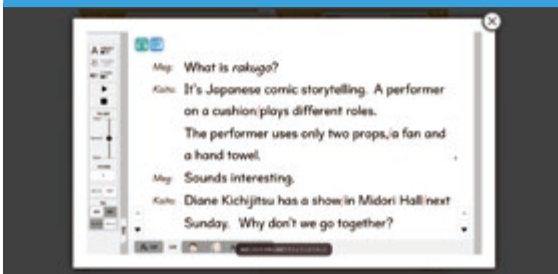 Meg: What is rakugo?
Kaito: It's Japanese comic storytelling. A performer
on a cushion plays different roles.
The performer uses only two props, a fan and
a hand towel.
Meg: Sounds interesting.
Kaito: Diane Kichijitsu has a show in Midori Hall next
Sunday. Why don't we go together?